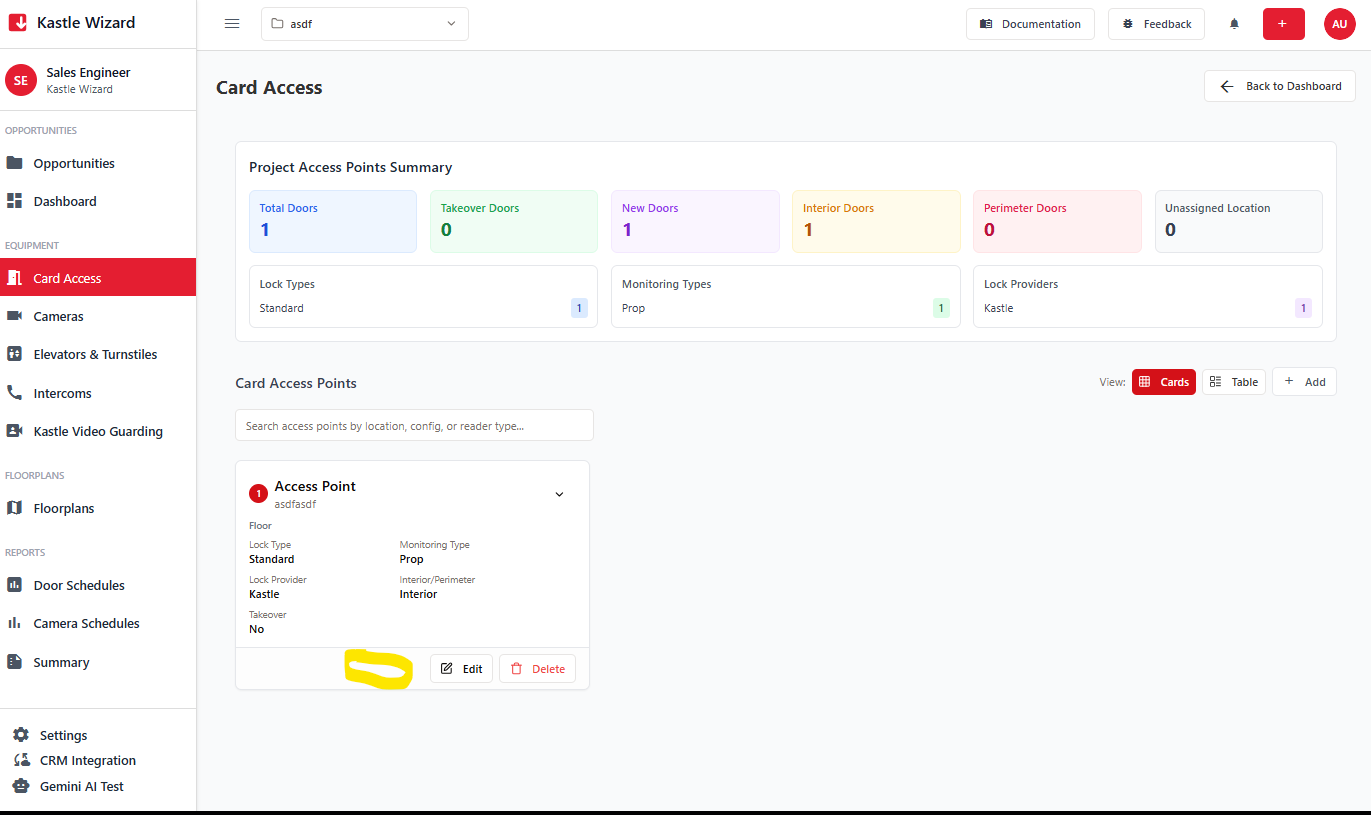 Kastle Wizard
asdf
Documentation
Feedback
+
AU
SE
Sales Engineer
Kastle Wizard
OPPORTUNITIES
Opportunities
Dashboard
EQUIPMENT
Card Access
Cameras
Elevators & Turnstiles
Intercoms
Kastle Video Guarding
FLOORPLANS
Floorplans
REPORTS
Door Schedules
Camera Schedules
Summary
Settings
CRM Integration
Gemini AI Test
Card Access
Back to Dashboard
Project Access Points Summary
Total Doors
1
Takeover Doors
0
New Doors
1
Interior Doors
1
Perimeter Doors
0
Unassigned Location
0
Lock Types
Standard 1
Monitoring Types
Prop 1
Lock Providers
Kastle 1
Card Access Points
View: Cards Table + Add
Search access points by location, config, or reader type...
1 Access Point
asdfasdf
Floor
Lock Type
Standard
Monitoring Type
Prop
Lock Provider
Kastle
Interior/Perimeter
Interior
Takeover
No
Edit
Delete